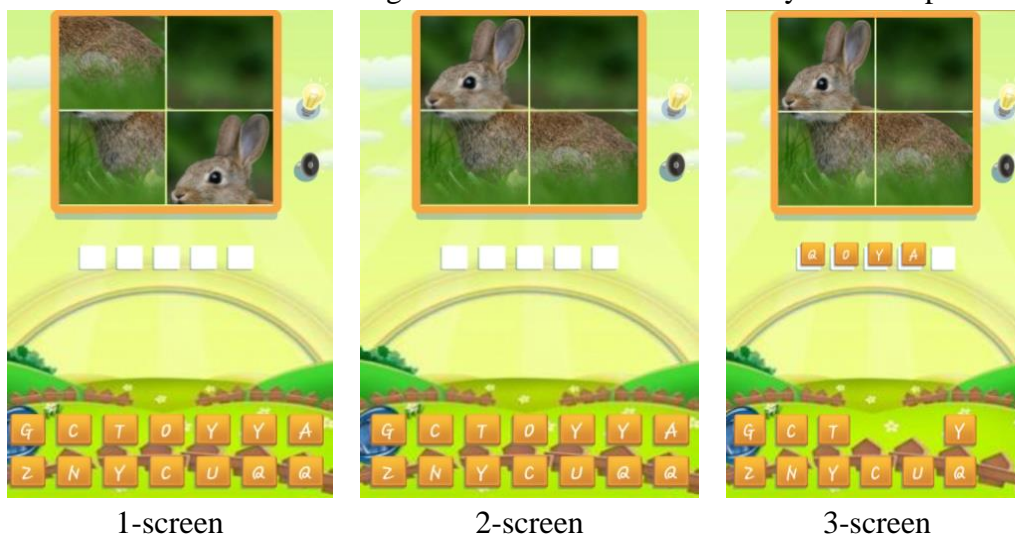 G C T O Y Y A
Z N Y C U Q Q
1-screen
G C T O Y Y A
Z N Y C U Q Q
2-screen
Q O Y A
G C T Y
Z N Y C U Q
3-screen